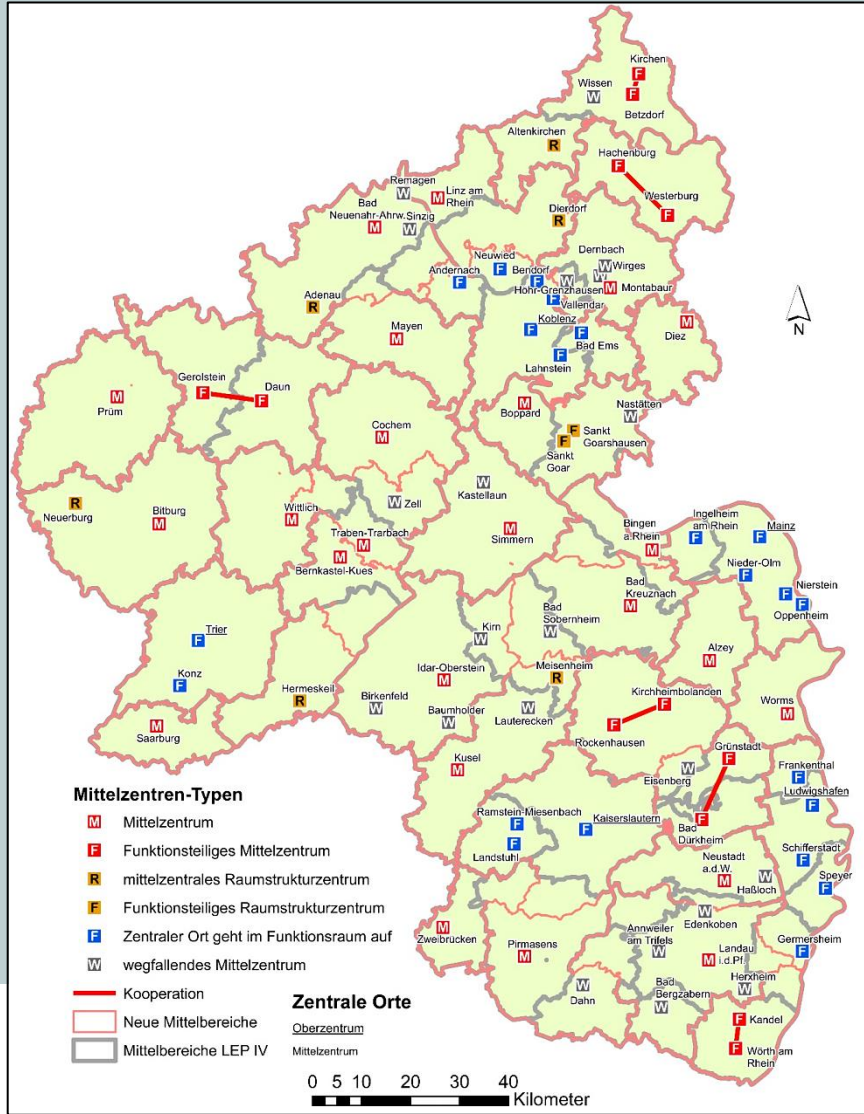 Kirchen
F
F
Wissen
W
Betzdorf
Altenkirchen
R
Hachenburg
F
Westerburg
F
Remagen
W
M
Linz am
Rhein
Bad
Neuenahr-Ahrw.
M
Sinzig
W
Dierdorf
R
Dernbach
W
W
Wirges
M
Montabaur
Neuwied
F
Andernach
F
Bendorf
F
W
Höhr-Grenzhausen
F
Vallendar
Koblenz
F
F
Bad Ems
F
Lahnstein
Diez
M
N
Adenau
R
Mayen
M
Gerolstein
F
Daun
F
Prüm
M
Cochem
M
Boppard
M
Nastätten
W
F
F
Sankt
Goarshausen
Sankt
Goar
Neuerburg
R
Bitburg
M
Wittlich
M
Zell
W
Kastellaun
W
Simmern
M
Traben-Trarbach
M
M
Bernkastel-Kues
Bingen
a.Rhein
M
Ingelheim
am Rhein
F
Mainz
F
Nieder-Olm
F
Nierstein
F
F
Oppenheim
Bad
Kreuznach
M
Bad
Sobernheim
W
Kirn
W
Trier
F
Konz
F
Alzey
M
Idar-Oberstein
M
Meisenheim
R
Hermeskeil
R
Birkenfeld
W
Baumholder
W
Lauterecken
W
Kirchheimbolanden
F
Rockenhausen
F
Worms
M
Saarburg
M
Kusel
M
Grünstadt
F
Eisenberg
W
Frankenthal
F
Ludwigshafen
F
Bad
Dürkheim
F
Ramstein-Miesenbach
F
Landstuhl
F
Kaiserslautern
F
Neustadt
a.d.W.
M
Haßloch
W
Schifferstadt
F
Speyer
F
Zweibrücken
M
Pirmasens
M
Edenkoben
W
Annweiler
am Trifels
W
Landau
i.d.Pf.
M
Germersheim
F
Herxheim
W
Dahn
W
Bad
Bergzabern
W
Kandel
F
F
Wörth am
Rhein
Mittelzentren-Typen
M Mittelzentrum
F Funktionsteiliges Mittelzentrum
R mittelzentrales Raumstrukturzentrum
F Funktionsteiliges Raumstrukturzentrum
F Zentraler Ort geht im Funktionsraum auf
W wegfallendes Mittelzentrum
Kooperation
Neue Mittelbereiche
Mittelbereiche LEP IV
Zentrale Orte
Oberzentrum
Mittelzentrum
0 5 10 20 30 40 Kilometer